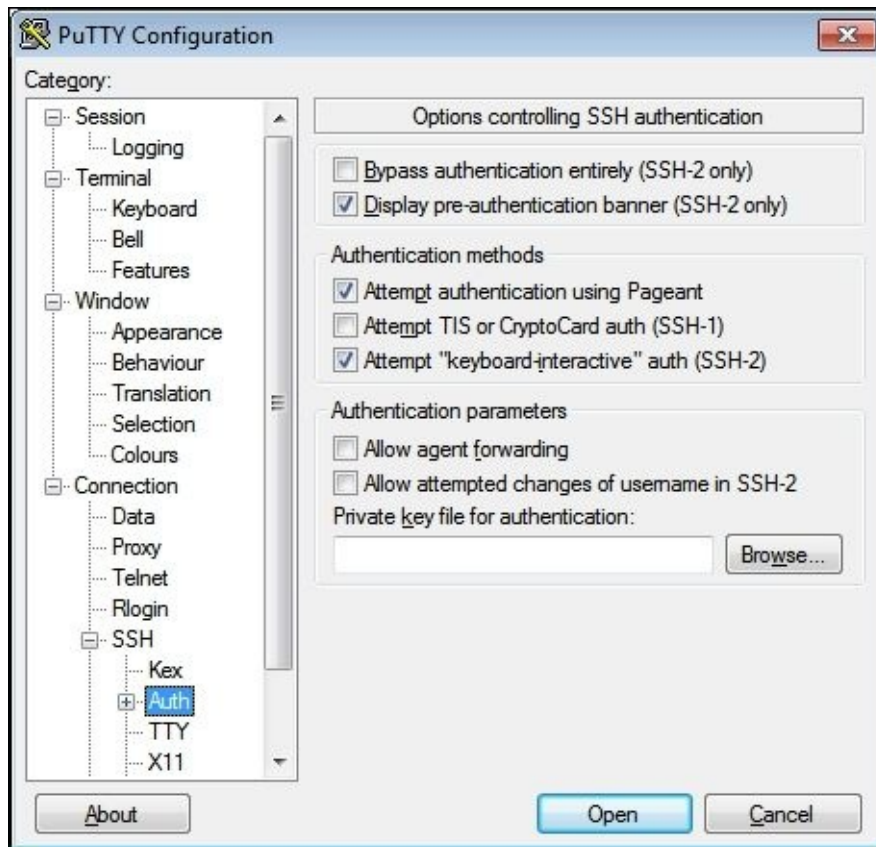 PuTTY Configuration
Category:
Session
Logging
Terminal
Keyboard
Bell
Features
Window
Appearance
Behaviour
Translation
Selection
Colours
Connection
Data
Proxy
Telnet
Rlogin
SSH
Kex
Auth
TTY
X11
Options controlling SSH authentication
Bypass authentication entirely (SSH-2 only)
Display pre-authentication banner (SSH-2 only)
Authentication methods
Attempt authentication using Pageant
Attempt TIS or CryptoCard auth (SSH-1)
Attempt "keyboard-interactive" auth (SSH-2)
Authentication parameters
Allow agent forwarding
Allow attempted changes of username in SSH-2
Private key file for authentication:
Browse...
About
Open
Cancel